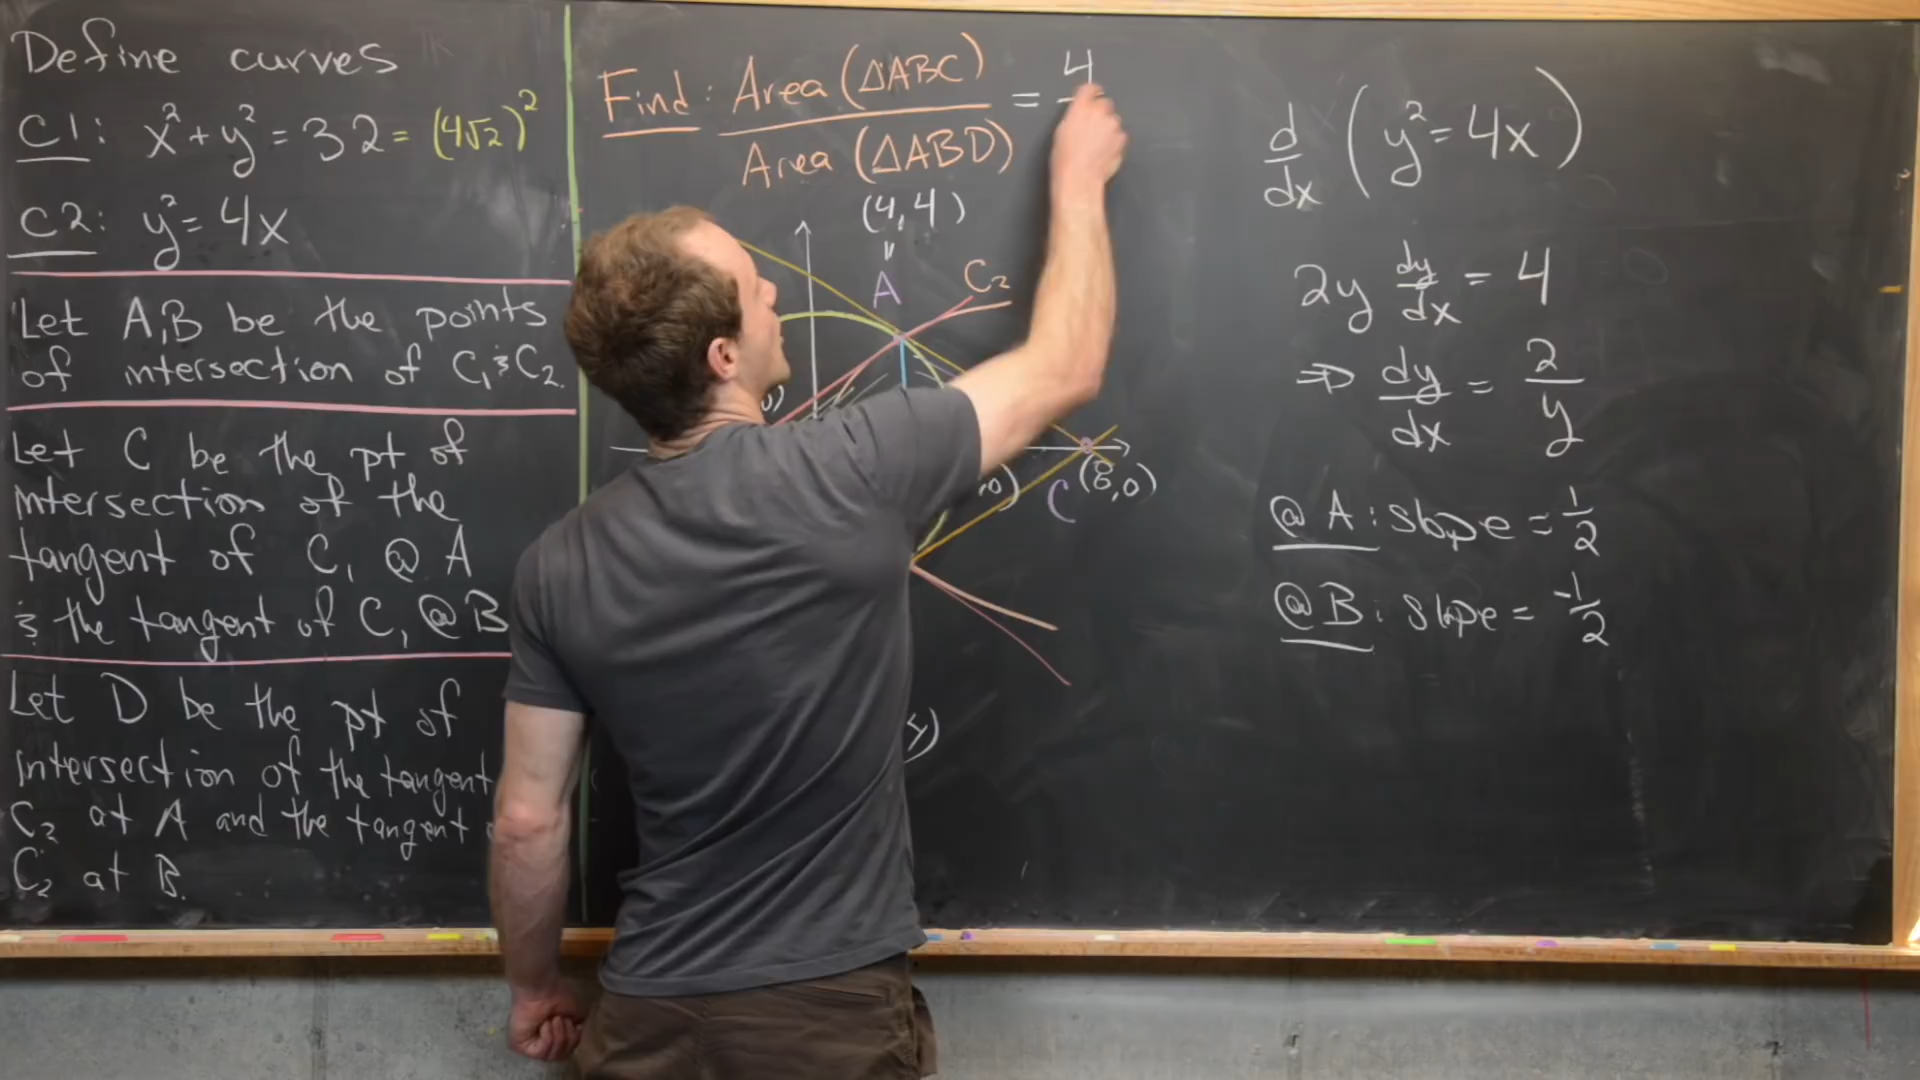 Define curves
C1: x²+y²=32=(4√2)²
C2: y²=4x
Let A,B be the points
of intersection of C₁&C₂.
Let C be the pt of
intersection of the
tangent of C₁ @ A
& the tangent of C₁ @ B
Let D be the pt of
intersection of the tangent
C₂ at A and the tangent
C₂ at B.
Find: Area (△ABC)
Area (△ABD)
= 4
(4,4)
A
C₂
C
(8,0)
d/dx (y²=4x)
2y dy/dx = 4
⇒ dy/dx = 2/y
@ A: slope = 1/2
@ B: slope = -1/2